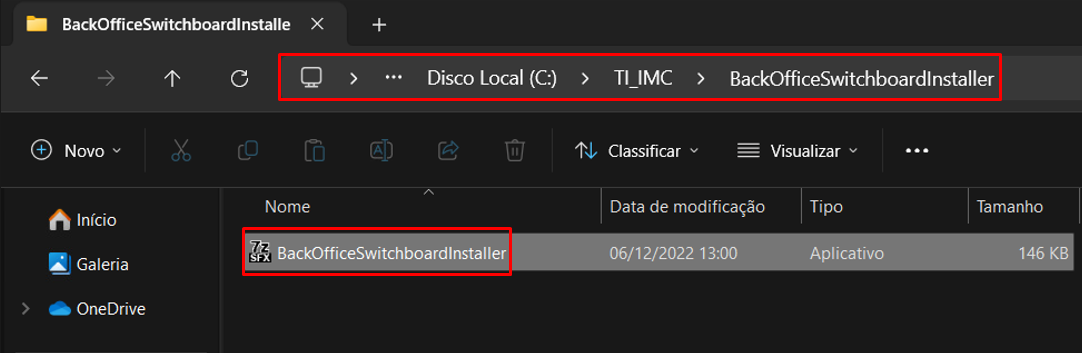 BackOfficeSwitchboardInstalle
Disco Local (C:) > TI_IMC > BackOfficeSwitchboardInstaller
Novo Classificar Visualizar
Nome Data de modificação Tipo Tamanho
Início
7z SFX BackOfficeSwitchboardInstaller 06/12/2022 13:00 Aplicativo 146 KB
Galeria
OneDrive